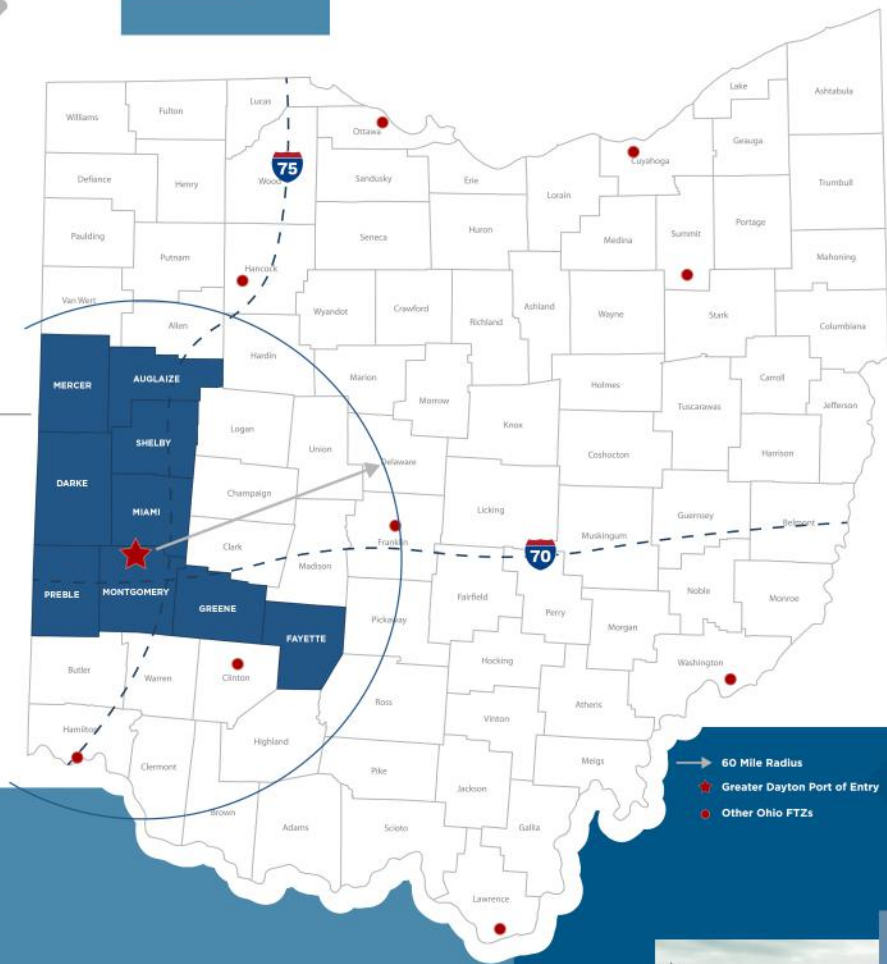 Williams
Fulton
Lucas
Ottawa
Lake
Ashtabula
Geauga
Cuyahoga
75
Defiance
Henry
Wood
Sandusky
Erie
Lorain
Trumbull
Paulding
Putnam
Hancock
Seneca
Huron
Medina
Summit
Portage
Mahoning
Van Wert
Allen
Wyandot
Crawford
Richland
Ashland
Wayne
Stark
Columbiana
Hardin
MERCER
AUGLAIZE
Marion
Morrow
Holmes
Tuscarawas
Carroll
Jefferson
SHELBY
Logan
Union
Delaware
Knox
Coshocton
Harrison
DARKE
MIAMI
Champaign
Licking
Muskingum
Guernsey
Belmont
Clark
Franklin
70
Madison
PREBLE
MONTGOMERY
GREENE
FAYETTE
Pickaway
Fairfield
Perry
Morgan
Noble
Monroe
Butler
Warren
Clinton
Ross
Hocking
Athens
Washington
Hamilton
Clermont
Highland
Pike
Vinton
Meigs
Jackson
Brown
Adams
Scioto
Gallia
Lawrence
60 Mile Radius
Greater Dayton Port of Entry
Other Ohio FTZs